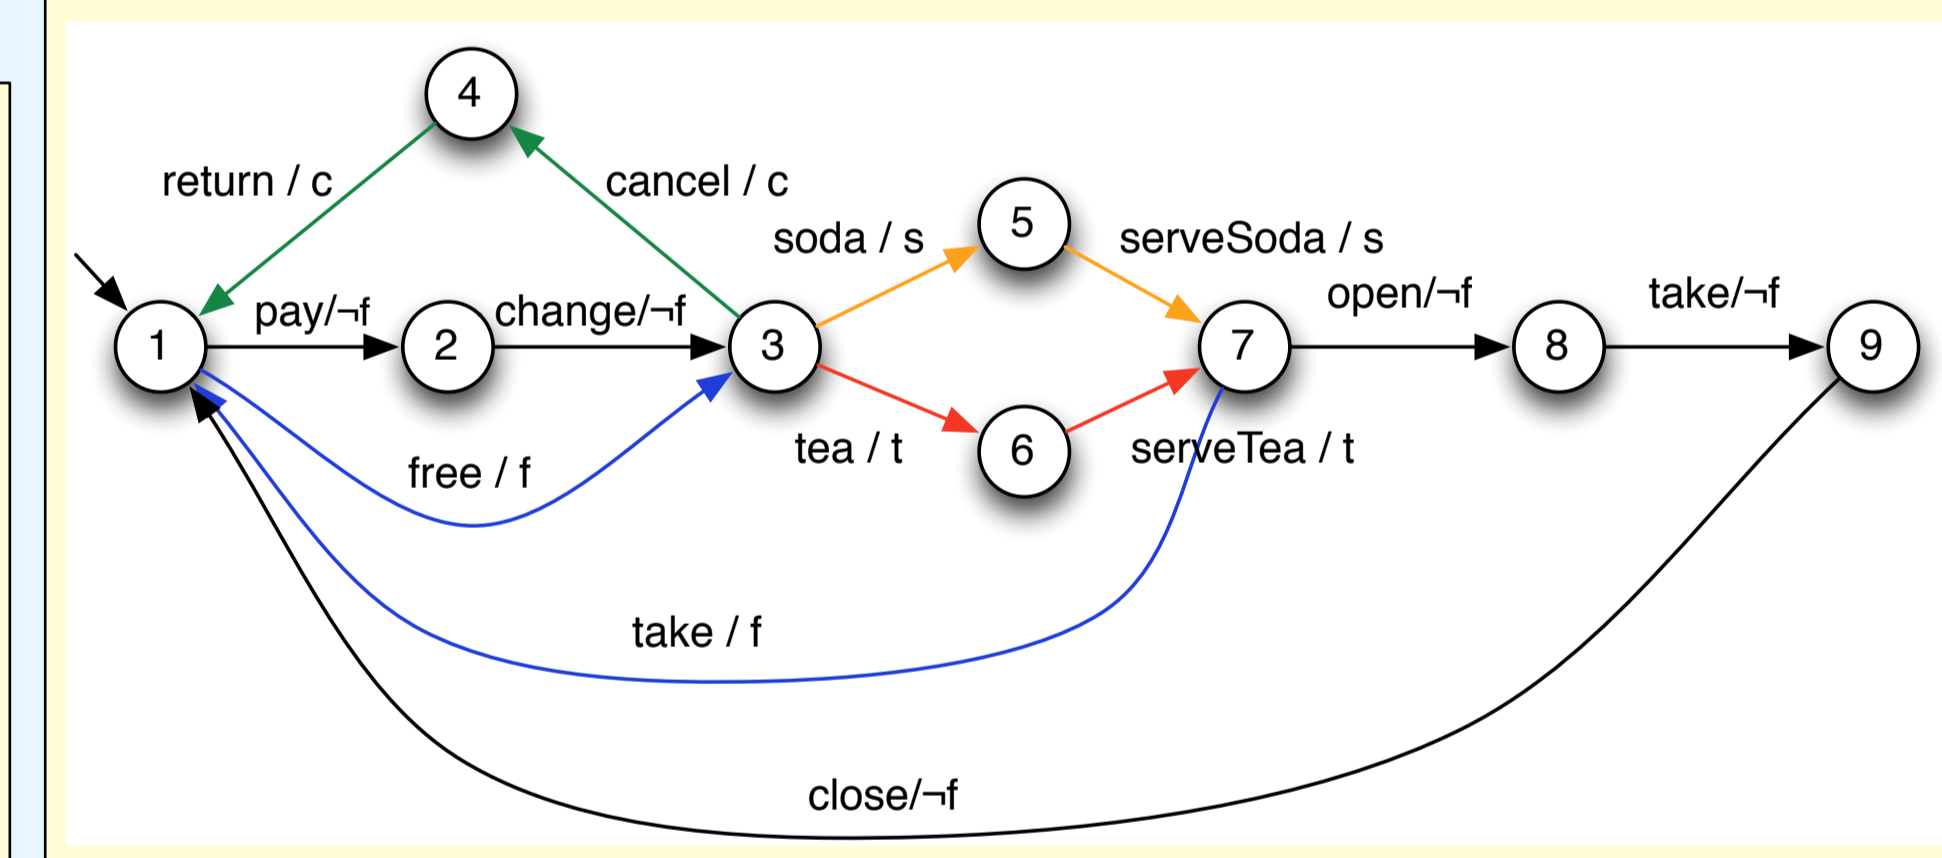 4
return / c
cancel / c
5
soda / s
serveSoda / s
open/¬f
take/¬f
pay/¬f
change/¬f
1
2
3
7
8
9
free / f
tea / t
6
serveTea / t
take / f
close/¬f